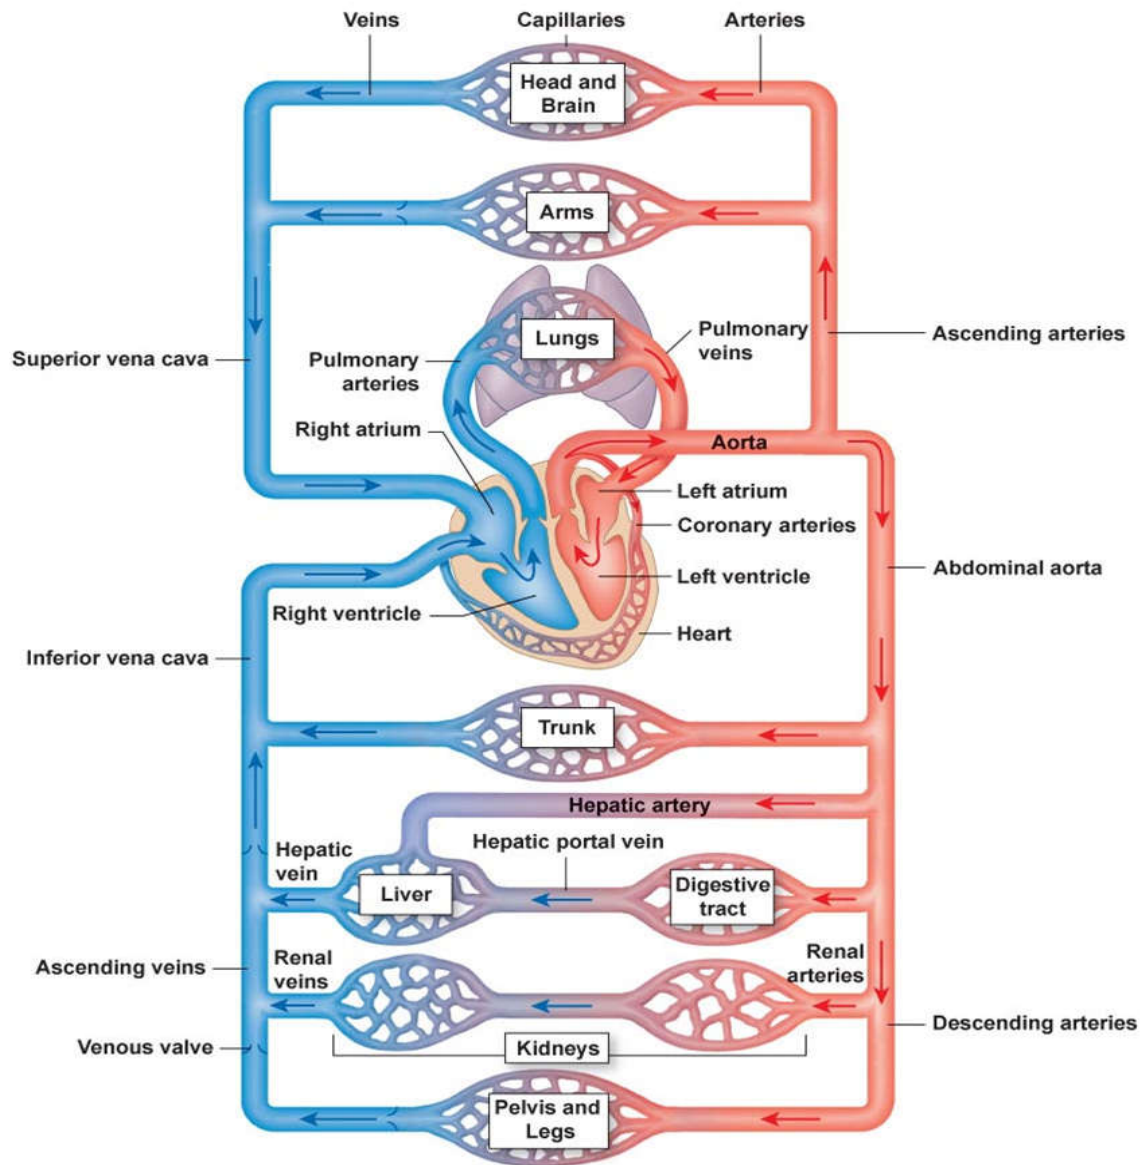 Veins
Capillaries
Arteries
Head and
Brain
Arms
Lungs
Pulmonary
veins
Ascending arteries
Superior vena cava
Pulmonary
arteries
Right atrium
Aorta
Left atrium
Coronary arteries
Left ventricle
Abdominal aorta
Right ventricle
Heart
Inferior vena cava
Trunk
Hepatic artery
Hepatic portal vein
Hepatic
vein
Liver
Digestive
tract
Ascending veins
Renal
veins
Renal
arteries
Descending arteries
Venous valve
Kidneys
Pelvis and
Legs